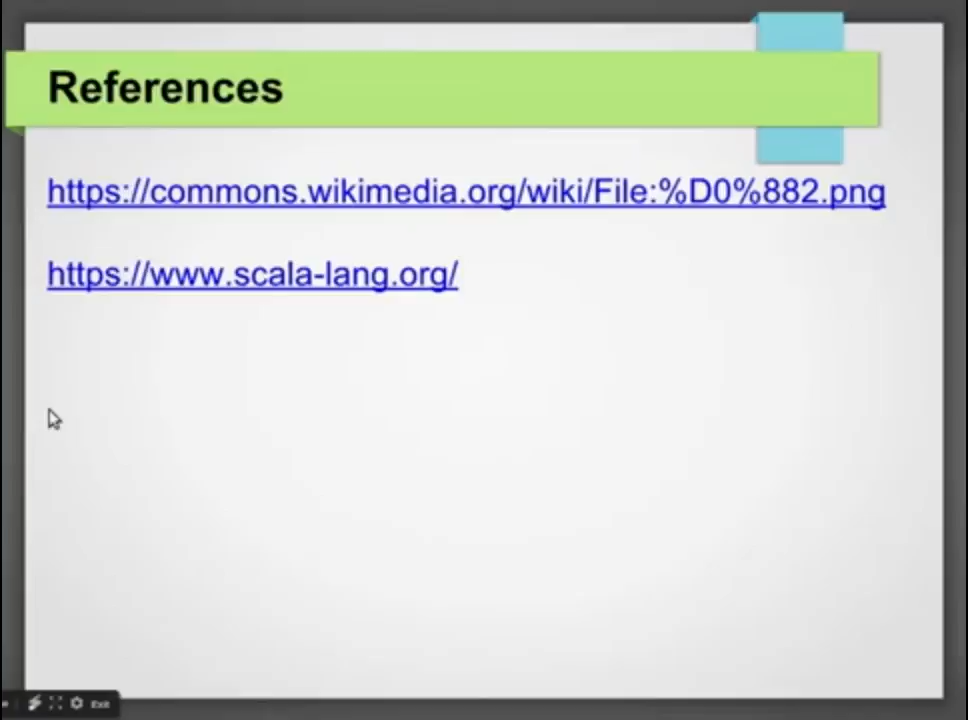 References
https://commons.wikimedia.org/wiki/File:%D0%882.png
https://www.scala-lang.org/
Exit